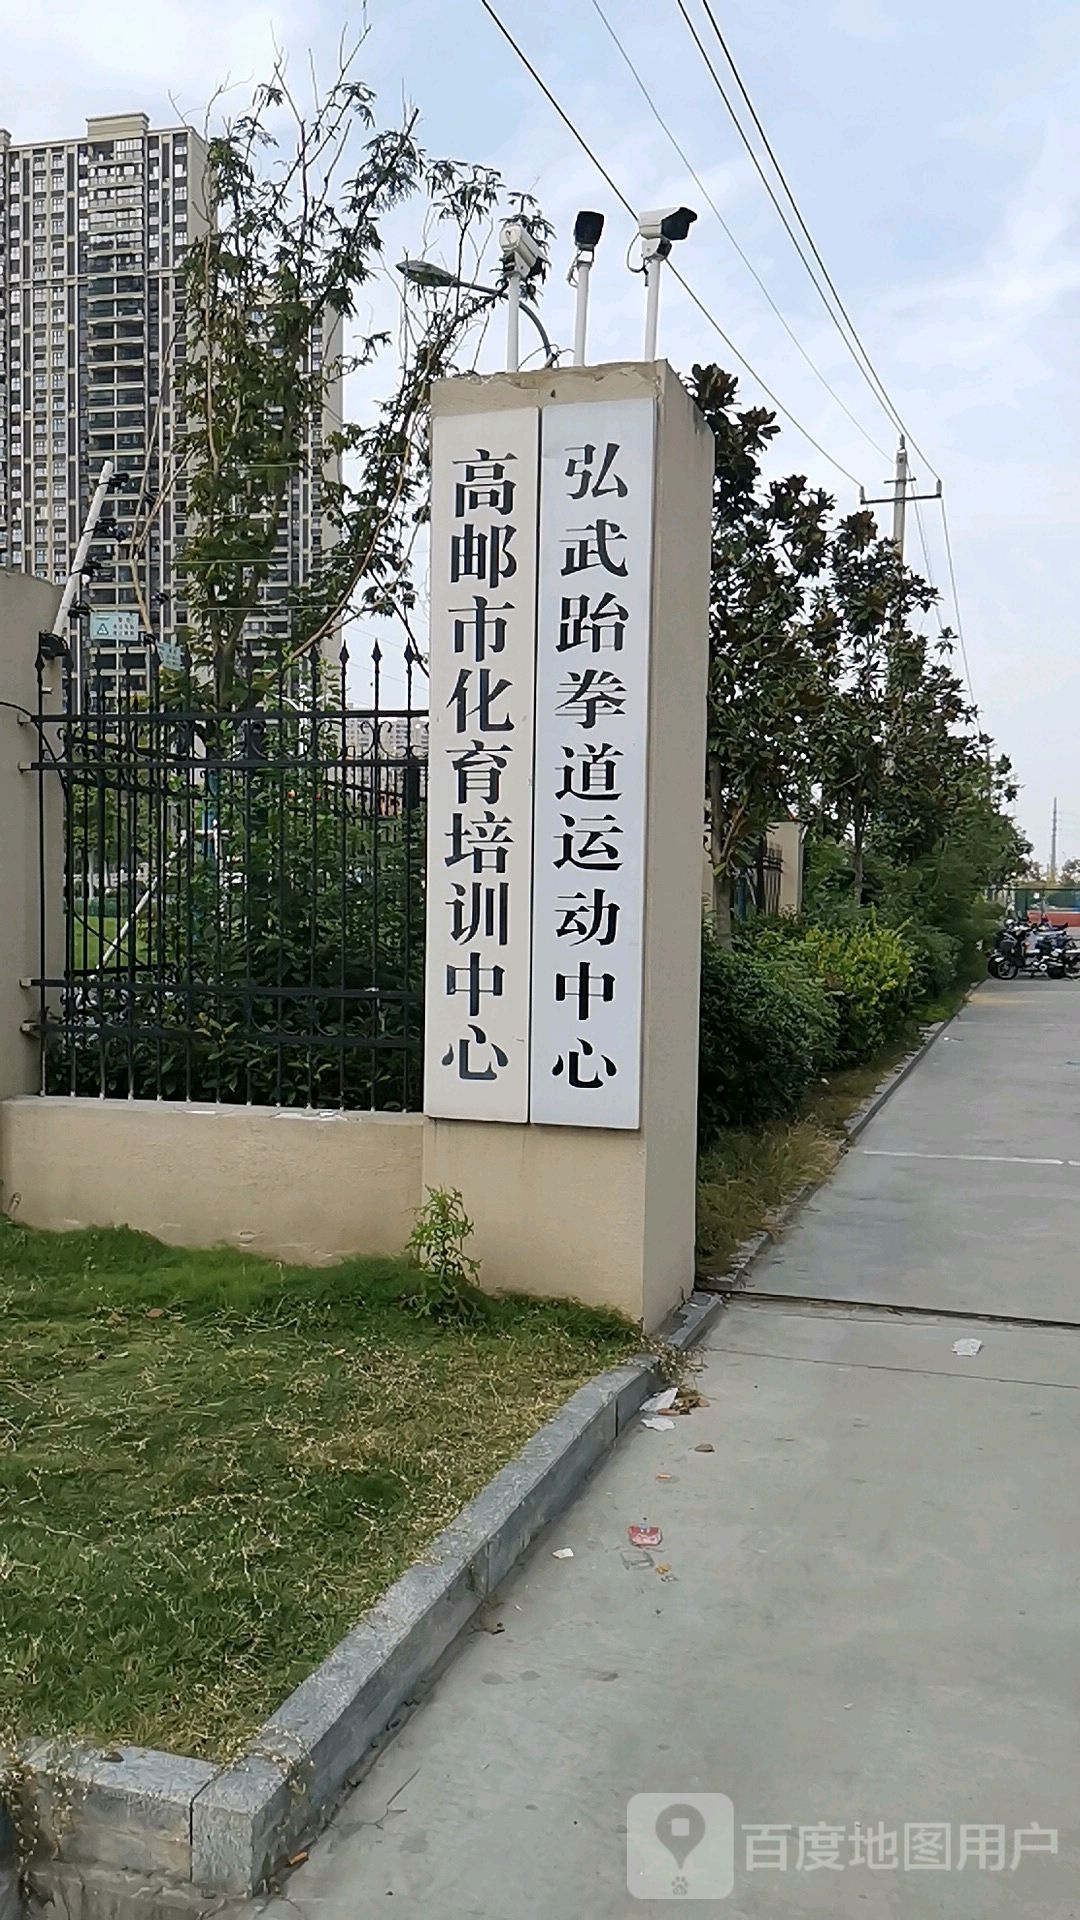 弘武跆拳道运动中心
高邮市化育培训中心
百度地图用户